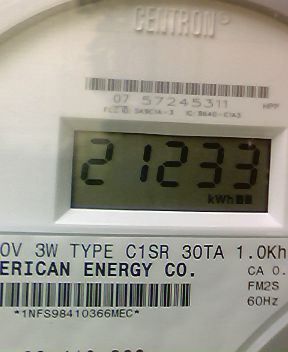 CENTRON®
07 57245311 HPP
21233
kWh
0V 3W TYPE C1SR 30TA 1.0Kh
ERICAN ENERGY CO. CA 0.
FM2S
60Hz
*1NFS98410366MEC*